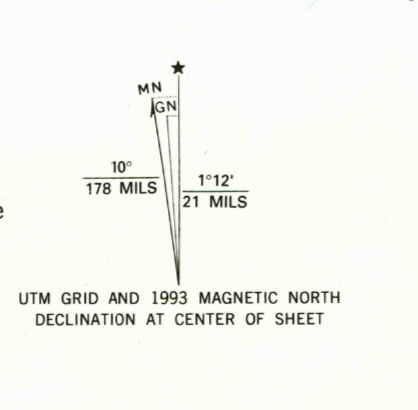 ★
MN
GN
10°
178 MILS
1°12'
21 MILS
e
UTM GRID AND 1993 MAGNETIC NORTH
DECLINATION AT CENTER OF SHEET